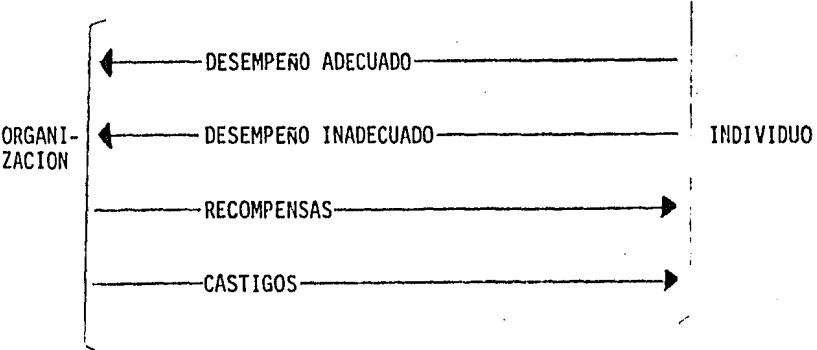 DESEMPEÑO ADECUADO
ORGANI-
ZACION
DESEMPEÑO INADECUADO
INDIVIDUO
RECOMPENSAS
CASTIGOS